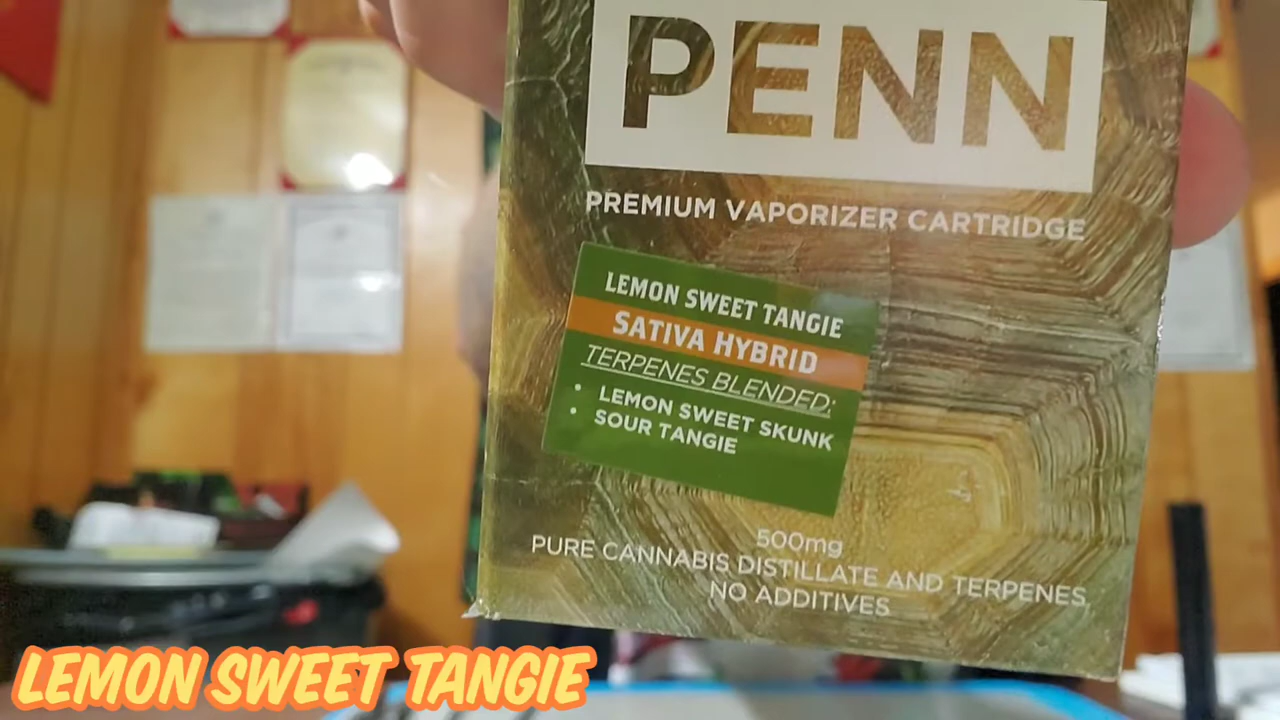 PENN
PREMIUM VAPORIZER CARTRIDGE
LEMON SWEET TANGIE
SATIVA HYBRID
TERPENES BLENDED:
• LEMON SWEET SKUNK
• SOUR TANGIE
500mg
PURE CANNABIS DISTILLATE AND TERPENES,
NO ADDITIVES
LEMON SWEET TANGIE